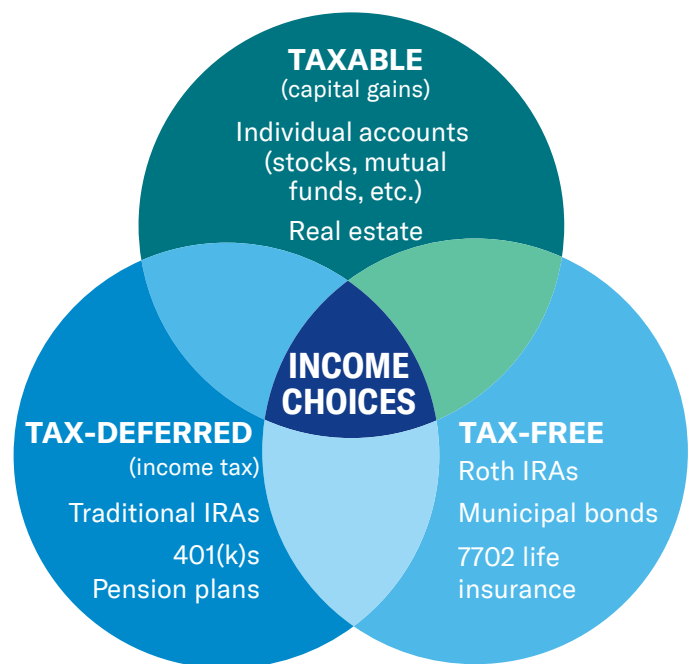 TAXABLE
(capital gains)
Individual accounts
(stocks, mutual
funds, etc.)
Real estate
INCOME
CHOICES
TAX-DEFERRED
(income tax)
Traditional IRAs
401(k)s
Pension plans
TAX-FREE
Roth IRAs
Municipal bonds
7702 life
insurance